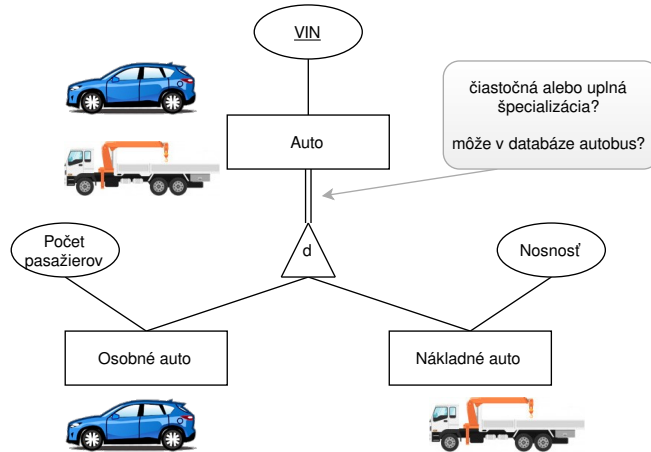 VIN
čiastočná alebo uplná
špecializácia?
môže v databáze autobus?
Auto
Počet
pasažierov
d
Nosnosť
Osobné auto
Nákladné auto